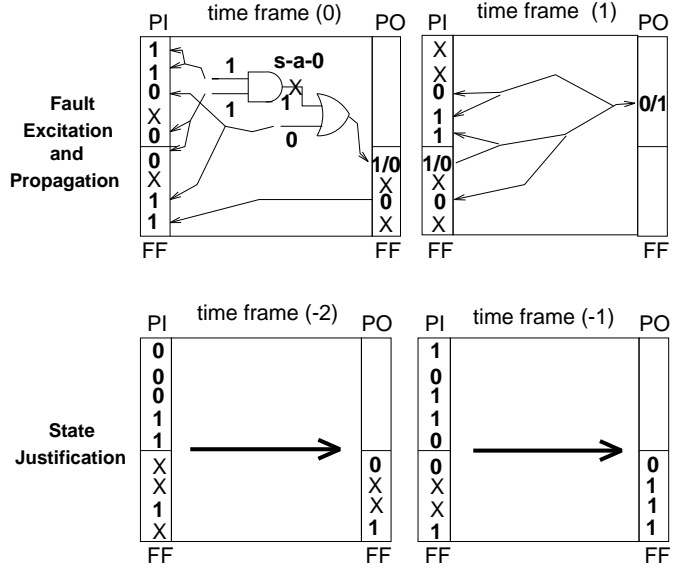 PI time frame (0) PO PI time frame (1)
1 X
1 1 s-a-0 X
0 X 0 0/1
X 1 1 1
0 0 1
0 1/0 1/0
X X X
1 0 0
1 X X
FF FF FF FF
Fault
Excitation
and
Propagation
PI time frame (-2) PO PI time frame (-1) PO
0 1
0 0
0 1
1 1
1 0
X 0 0 0
X X X 1
1 X X 1
X 1 1 1
FF FF FF FF
State
Justification